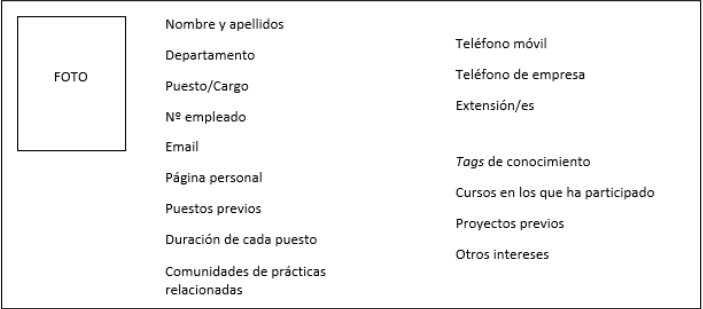 FOTO
Nombre y apellidos
Departamento
Puesto/Cargo
Nº empleado
Email
Página personal
Puestos previos
Duración de cada puesto
Comunidades de prácticas
relacionadas
Teléfono móvil
Teléfono de empresa
Extensión/es
Tags de conocimiento
Cursos en los que ha participado
Proyectos previos
Otros intereses